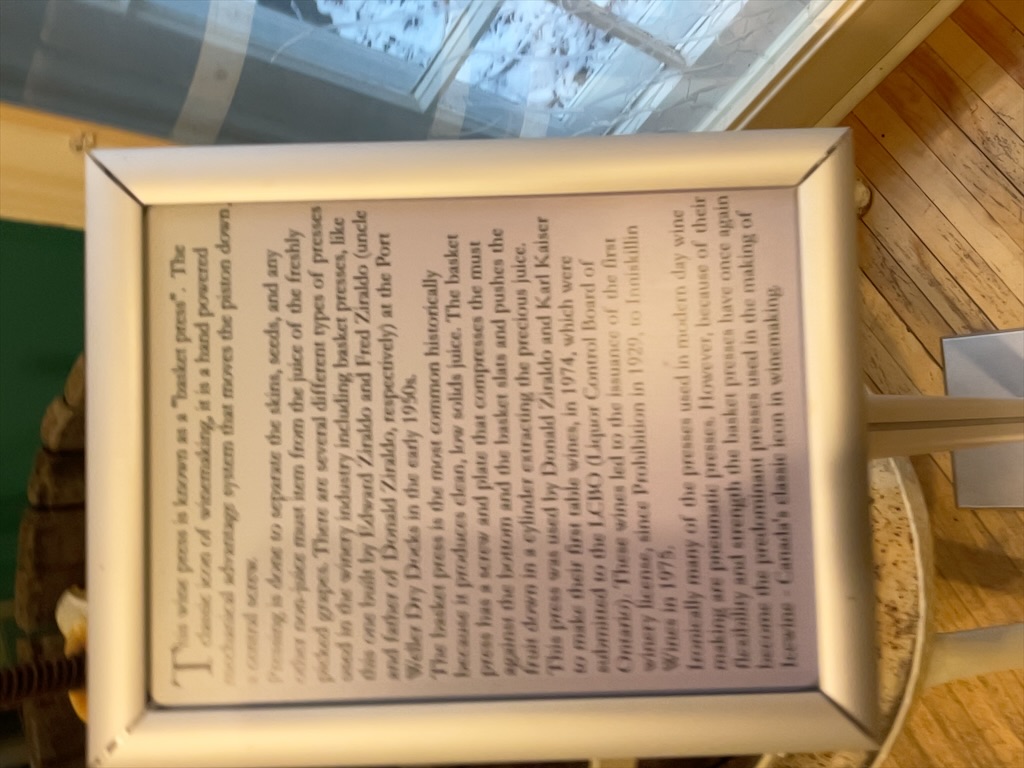 This wine press is known as a "basket press". The
classic icon of winemaking, it is a hand powered
mechanical advantage system that moves the piston down,
a central screw.
Pressing is done to separate the skins, seeds, and any
other non-juice must item from the juice of the freshly
picked grapes. There are several different types of presses
used in the winery industry including basket presses, like
this one built by Edward Ziraldo and Fred Ziraldo (uncle
and father of Donald Ziraldo, respectively) at the Port
Weller Dry Docks in the early 1950s.
The basket press is the most common historically
because it produces clean, low solids juice. The basket
press has a screw and plate that compresses the must
against the bottom and the basket slats and pushes the
fruit down in a cylinder extracting the precious juice.
This press was used by Donald Ziraldo and Karl Kaiser
to make their first table wines, in 1974, which were
submitted to the LCBO (Liquor Control Board of
Ontario). These wines led to the issuance of the first
winery license, since Prohibition in 1929, to Inniskillin
Wines in 1975.
Ironically many of the presses used in modern day wine
making are pneumatic presses. However, because of their
flexibility and strength the basket presses have once again
become the predominant presses used in the making of
Icewine - Canada's classic icon in winemaking.